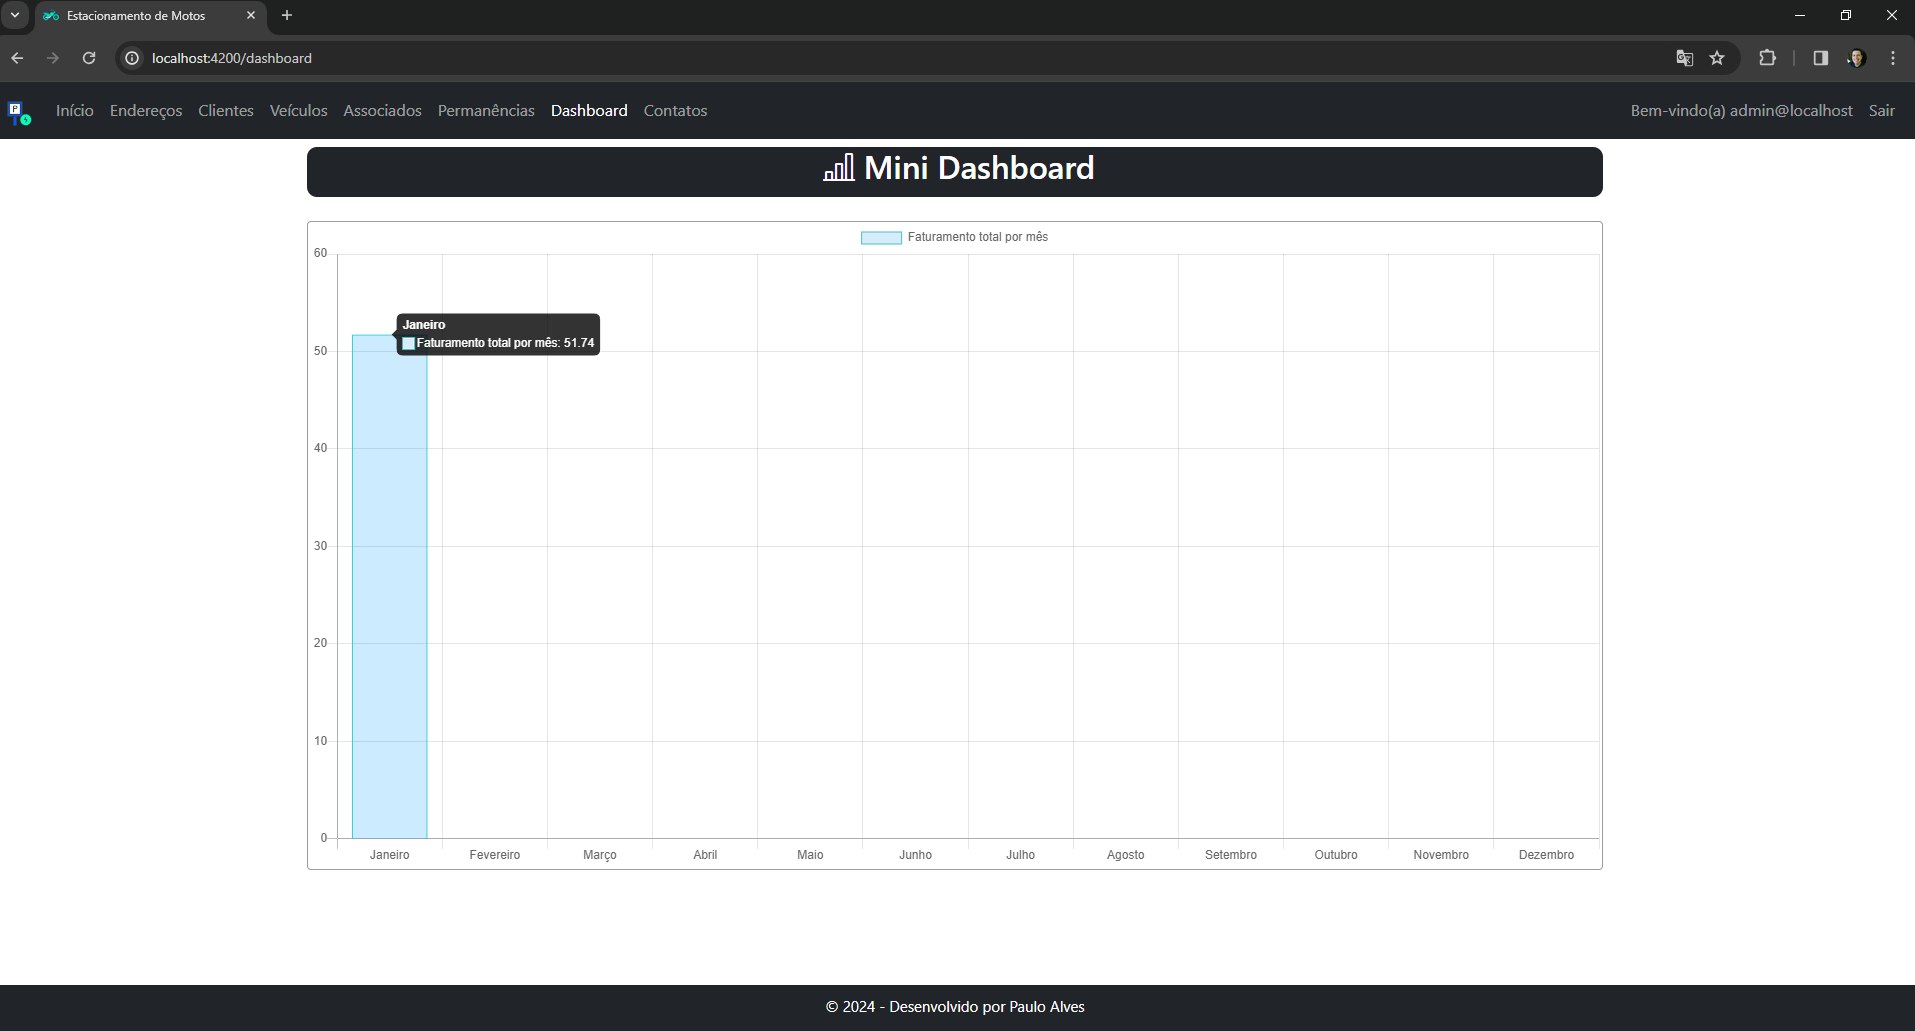 Estacionamento de Motos
localhost:4200/dashboard
P
Início Endereços Clientes Veículos Associados Permanências Dashboard Contatos Bem-vindo(a) admin@localhost Sair
Mini Dashboard
Faturamento total por mês
60
Janeiro
Faturamento total por mês: 51.74
50
40
30
20
10
0
Janeiro Fevereiro Março Abril Maio Junho Julho Agosto Setembro Outubro Novembro Dezembro
© 2024 - Desenvolvido por Paulo Alves